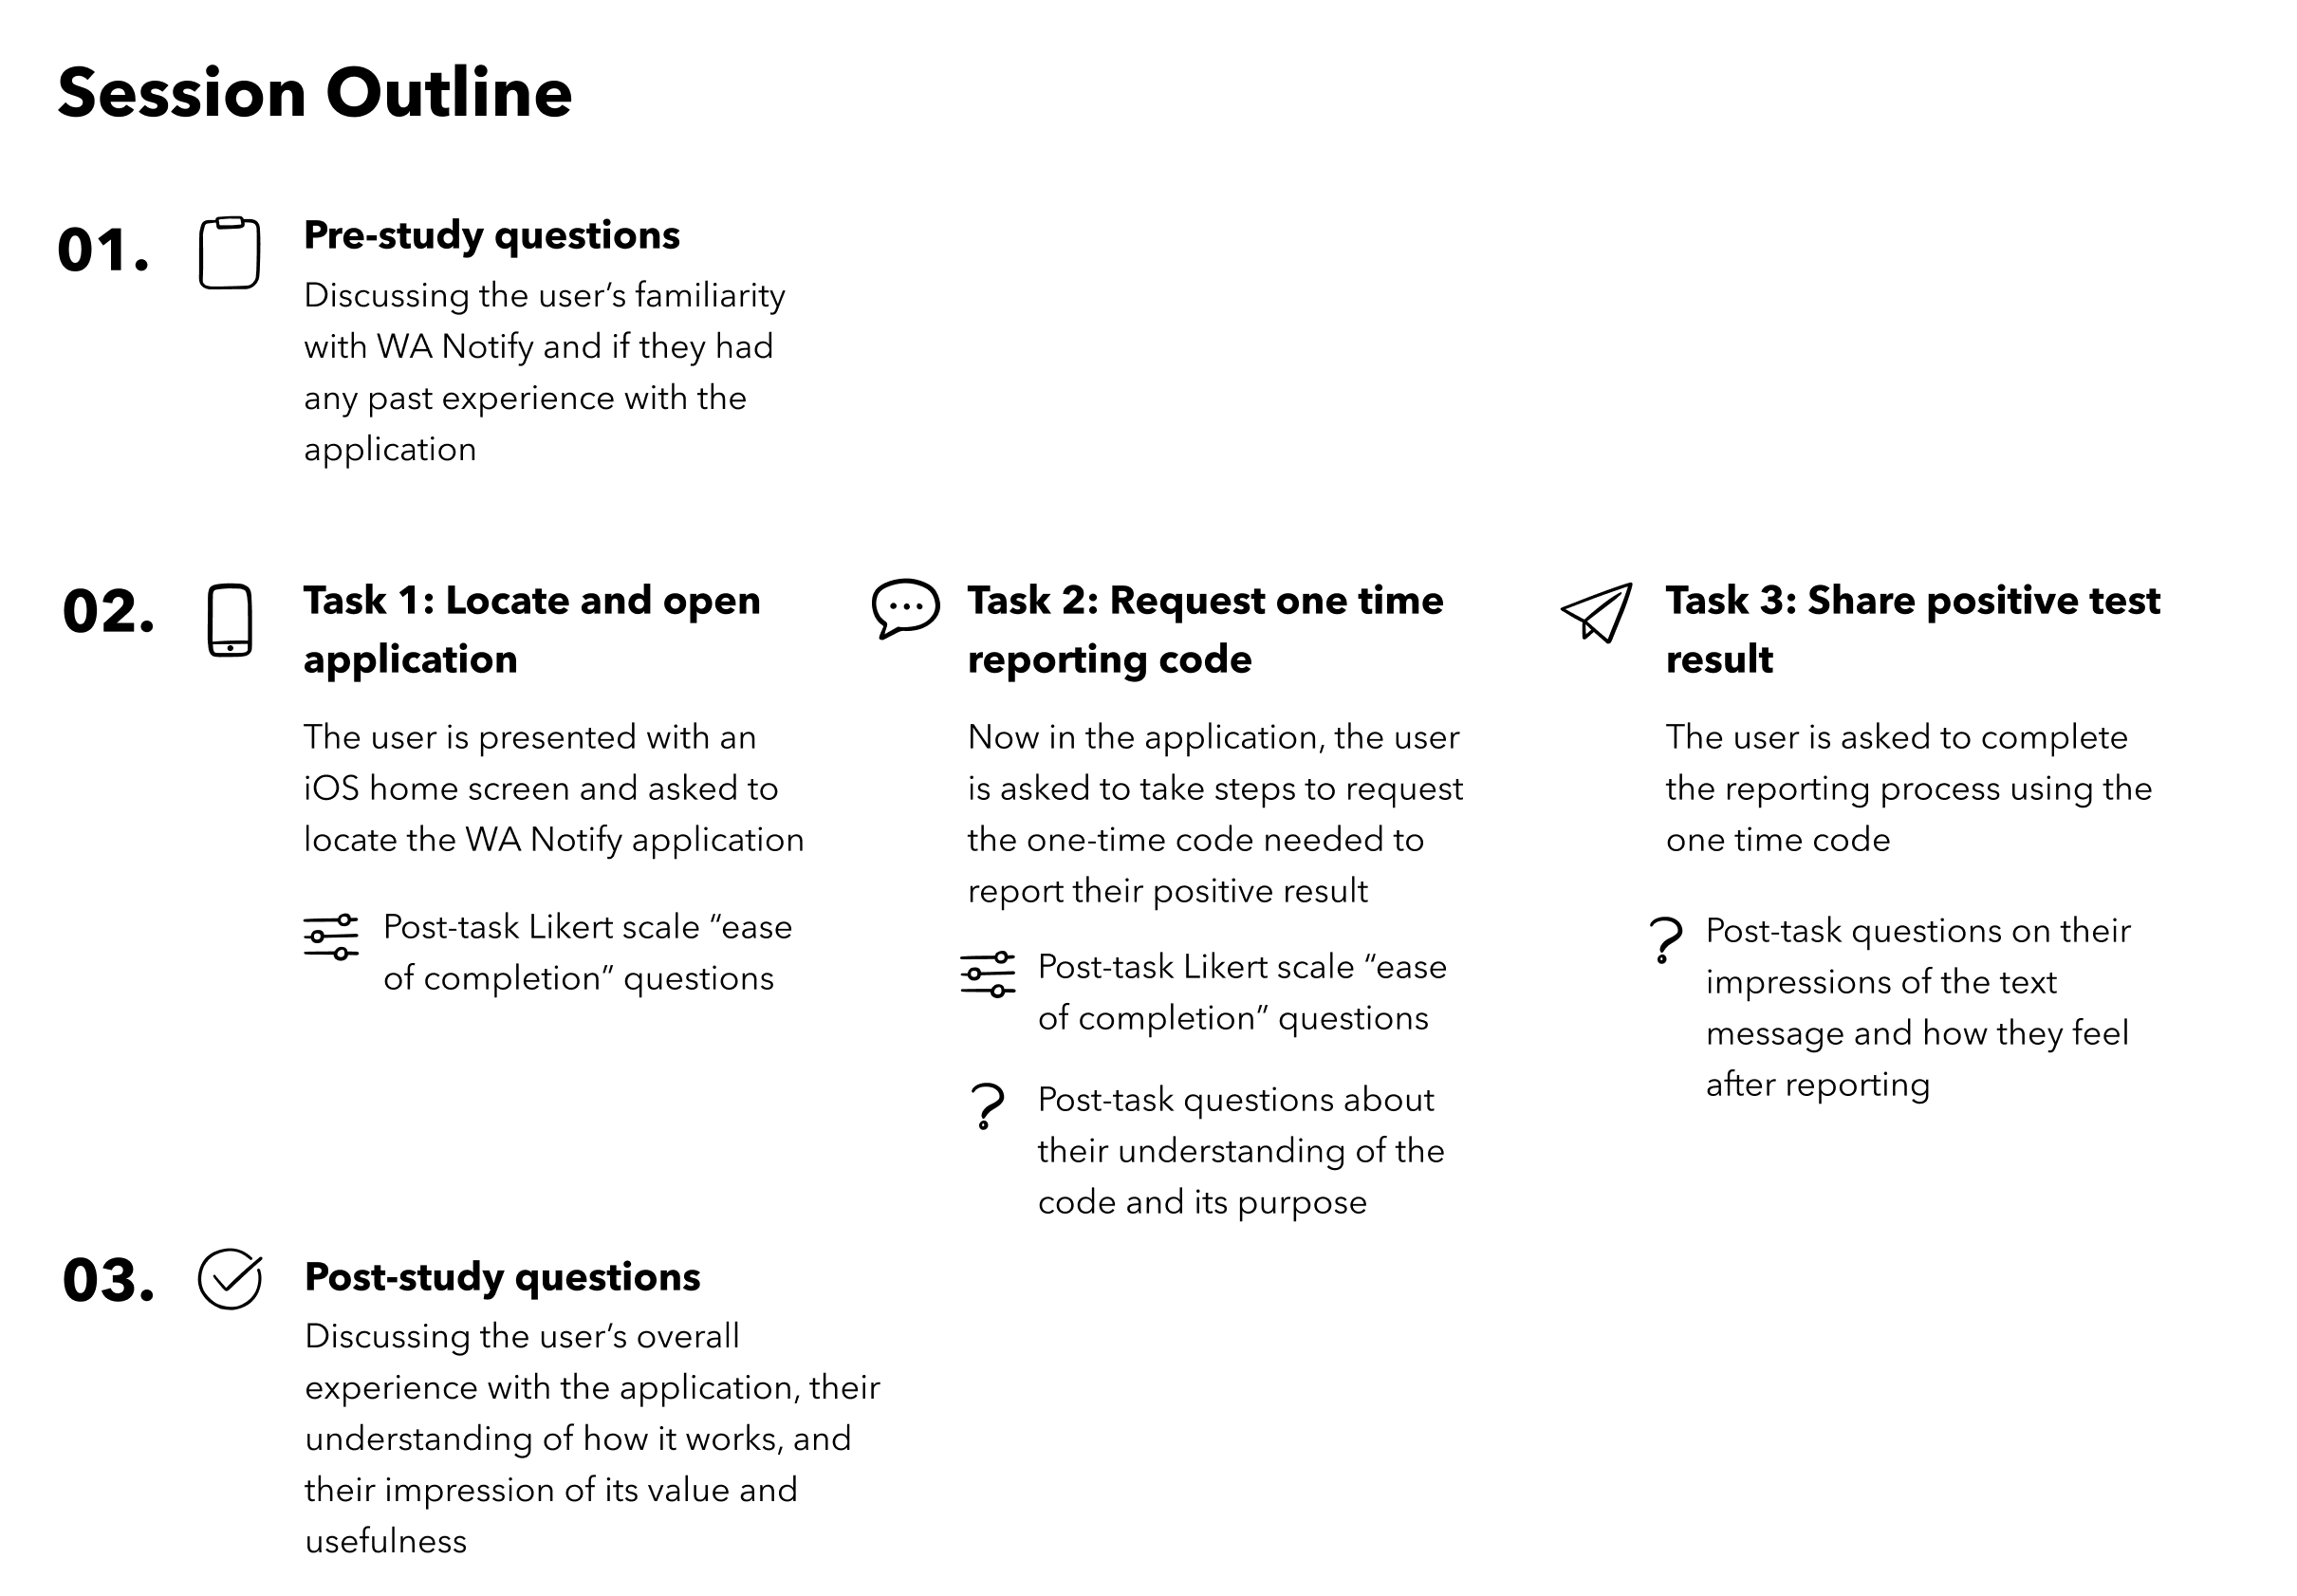 Session Outline
01.
Pre-study questions
Discussing the user’s familiarity
with WA Notify and if they had
any past experience with the
application
02.
Task 1: Locate and open
application
The user is presented with an
iOS home screen and asked to
locate the WA Notify application
Post-task Likert scale “ease
of completion” questions
Task 2: Request one time
reporting code
Now in the application, the user
is asked to take steps to request
the one-time code needed to
report their positive result
Post-task Likert scale “ease
of completion” questions
?
Post-task questions about
their understanding of the
code and its purpose
Task 3: Share positive test
result
The user is asked to complete
the reporting process using the
one time code
?
Post-task questions on their
impressions of the text
message and how they feel
after reporting
03.
Post-study questions
Discussing the user’s overall
experience with the application, their
understanding of how it works, and
their impression of its value and
usefulness